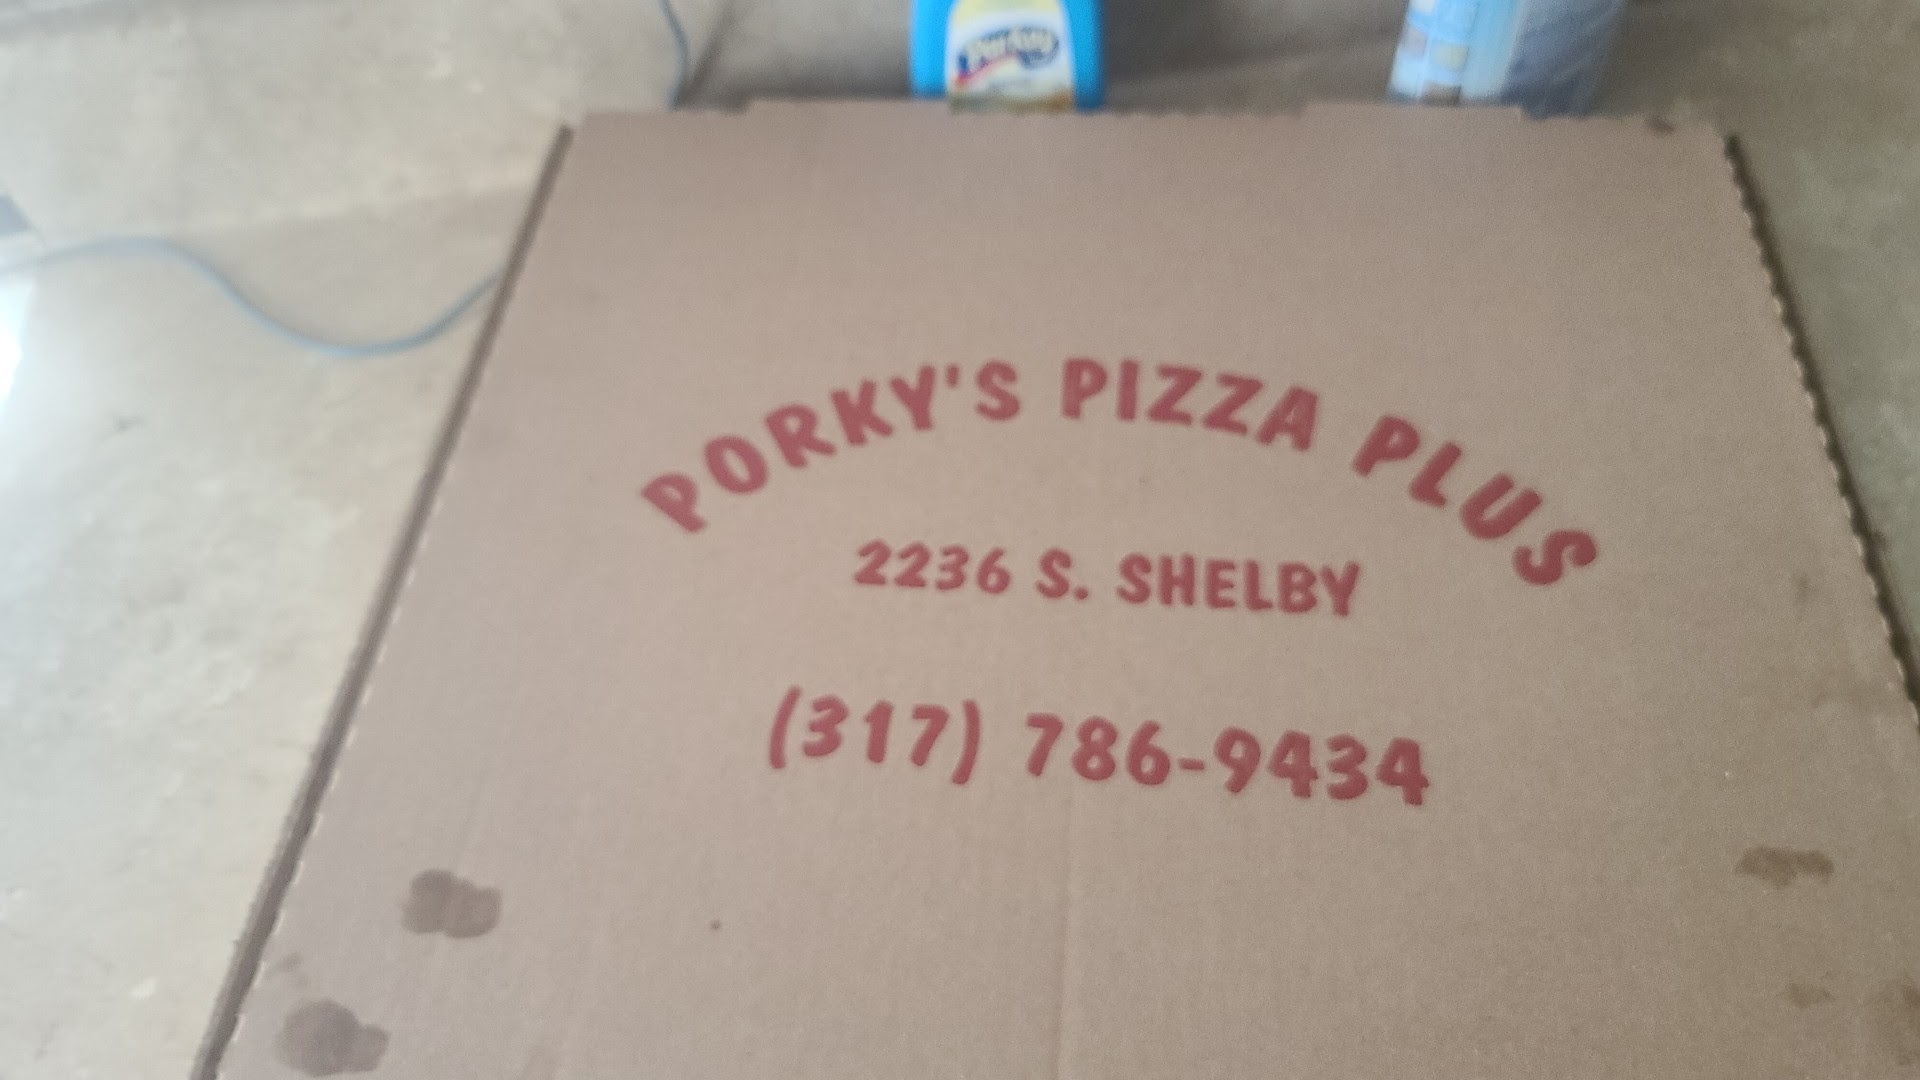 PORKY'S PIZZA PLUS
2236 S. SHELBY
(317) 786-9434